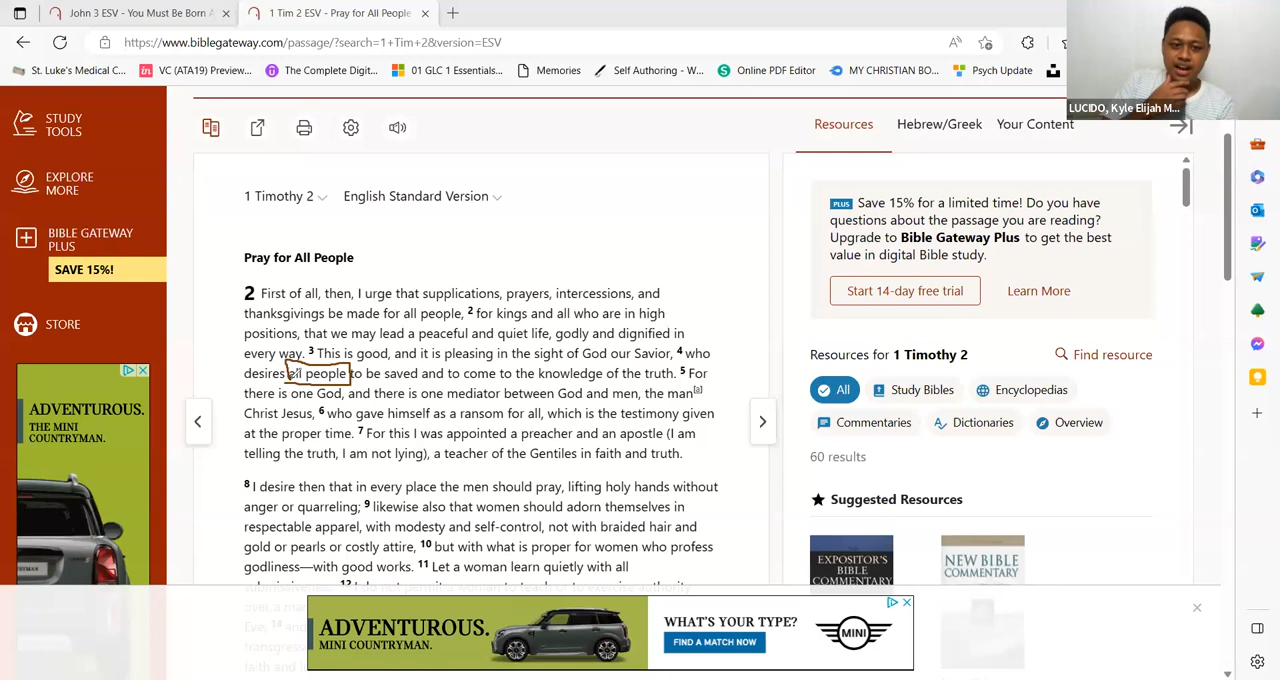 John 3 ESV - You Must Be Born A
1 Tim 2 ESV - Pray for All People
https://www.biblegateway.com/passage/?search=1+Tim+2&version=ESV
St. Luke's Medical C...
VC (ATA19) Preview...
The Complete Digit...
01 GLC 1 Essentials...
Memories
Self Authoring - W...
Online PDF Editor
MY CHRISTIAN BO...
Psych Update
LUCIDO, Kyle Elijah M...
STUDY
TOOLS
EXPLORE
MORE
BIBLE GATEWAY
PLUS
SAVE 15%!
STORE
ADVENTUROUS.
THE MINI
COUNTRYMAN.
1 Timothy 2
English Standard Version
Pray for All People
2 First of all, then, I urge that supplications, prayers, intercessions, and
thanksgivings be made for all people, 2 for kings and all who are in high
positions, that we may lead a peaceful and quiet life, godly and dignified in
every way. 3 This is good, and it is pleasing in the sight of God our Savior, 4 who
desires all people to be saved and to come to the knowledge of the truth. 5 For
there is one God, and there is one mediator between God and men, the man[a]
Christ Jesus, 6 who gave himself as a ransom for all, which is the testimony given
at the proper time. 7 For this I was appointed a preacher and an apostle (I am
telling the truth, I am not lying), a teacher of the Gentiles in faith and truth.
8 I desire then that in every place the men should pray, lifting holy hands without
anger or quarreling; 9 likewise also that women should adorn themselves in
respectable apparel, with modesty and self-control, not with braided hair and
gold or pearls or costly attire, 10 but with what is proper for women who profess
godliness—with good works. 11 Let a woman learn quietly with all
Resources
Hebrew/Greek
Your Content
PLUS Save 15% for a limited time! Do you have
questions about the passage you are reading?
Upgrade to Bible Gateway Plus to get the best
value in digital Bible study.
Start 14-day free trial
Learn More
Resources for 1 Timothy 2
Find resource
All
Study Bibles
Encyclopedias
Commentaries
Dictionaries
Overview
60 results
Suggested Resources
EXPOSITOR'S
BIBLE
COMMENTARY
NEW BIBLE
COMMENTARY
ADVENTUROUS.
MINI COUNTRYMAN.
WHAT'S YOUR TYPE?
FIND A MATCH NOW
MINI